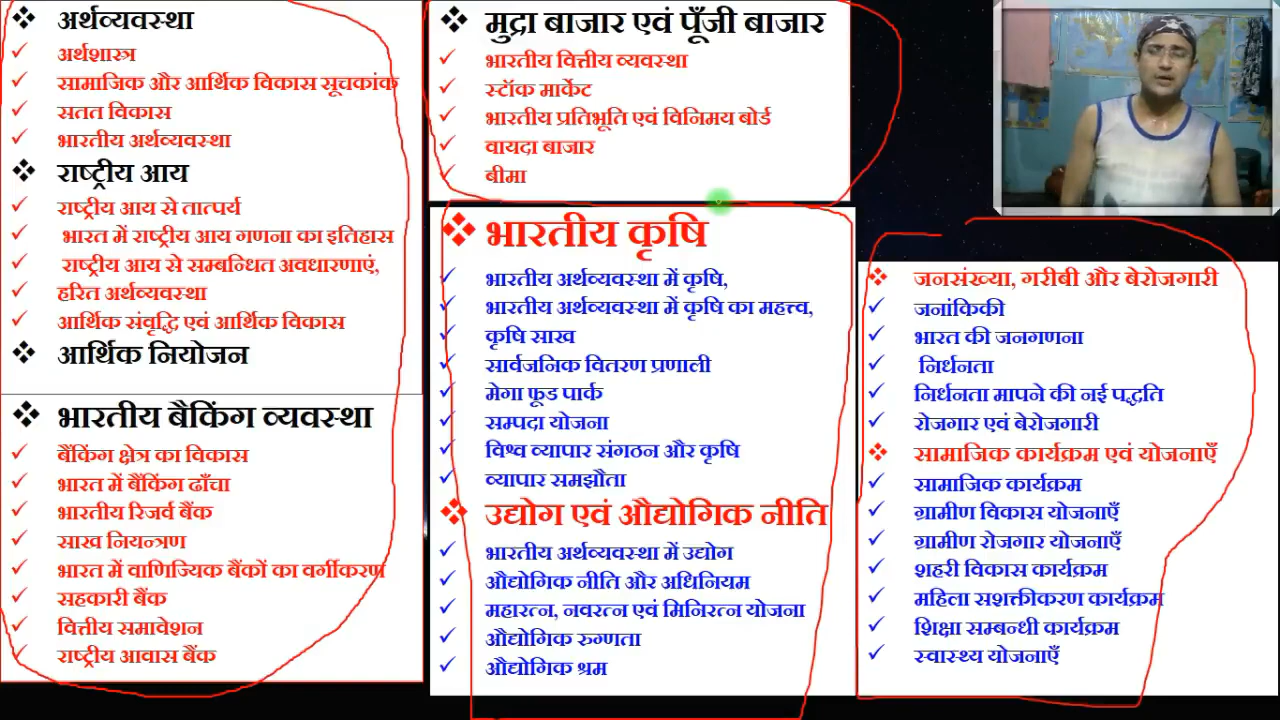 अर्थव्यवस्था
अर्थशास्त्र
सामाजिक और आर्थिक विकास सूचकांक
सतत विकास
भारतीय अर्थव्यवस्था
राष्ट्रीय आय
राष्ट्रीय आय से तात्पर्य
भारत में राष्ट्रीय आय गणना का इतिहास
राष्ट्रीय आय से सम्बन्धित अवधारणाएं,
हरित अर्थव्यवस्था
आर्थिक संवृद्धि एवं आर्थिक विकास
आर्थिक नियोजन
भारतीय बैकिंग व्यवस्था
बैंकिंग क्षेत्र का विकास
भारत में बैंकिंग ढाँचा
भारतीय रिजर्व बैंक
साख नियन्त्रण
भारत में वाणिज्यिक बैंकों का वर्गीकरण
सहकारी बैंक
वित्तीय समावेशन
राष्ट्रीय आवास बैंक
मुद्रा बाजार एवं पूँजी बाजार
भारतीय वित्तीय व्यवस्था
स्टॉक मार्केट
भारतीय प्रतिभूति एवं विनिमय बोर्ड
वायदा बाजार
बीमा
भारतीय कृषि
भारतीय अर्थव्यवस्था में कृषि,
भारतीय अर्थव्यवस्था में कृषि का महत्त्व,
कृषि साख
सार्वजनिक वितरण प्रणाली
मेगा फूड पार्क
सम्पदा योजना
विश्व व्यापार संगठन और कृषि
व्यापार समझौता
उद्योग एवं औद्योगिक नीति
भारतीय अर्थव्यवस्था में उद्योग
औद्योगिक नीति और अधिनियम
महारत्न, नवरत्न एवं मिनिरत्न योजना
औद्योगिक रुग्णता
औद्योगिक श्रम
जनसंख्या, गरीबी और बेरोजगारी
जनांकिकी
भारत की जनगणना
निर्धनता
निर्धनता मापने की नई पद्धति
रोजगार एवं बेरोजगारी
सामाजिक कार्यक्रम एवं योजनाएँ
सामाजिक कार्यक्रम
ग्रामीण विकास योजनाएँ
ग्रामीण रोजगार योजनाएँ
शहरी विकास कार्यक्रम
महिला सशक्तीकरण कार्यक्रम
शिक्षा सम्बन्धी कार्यक्रम
स्वास्थ्य योजनाएँ